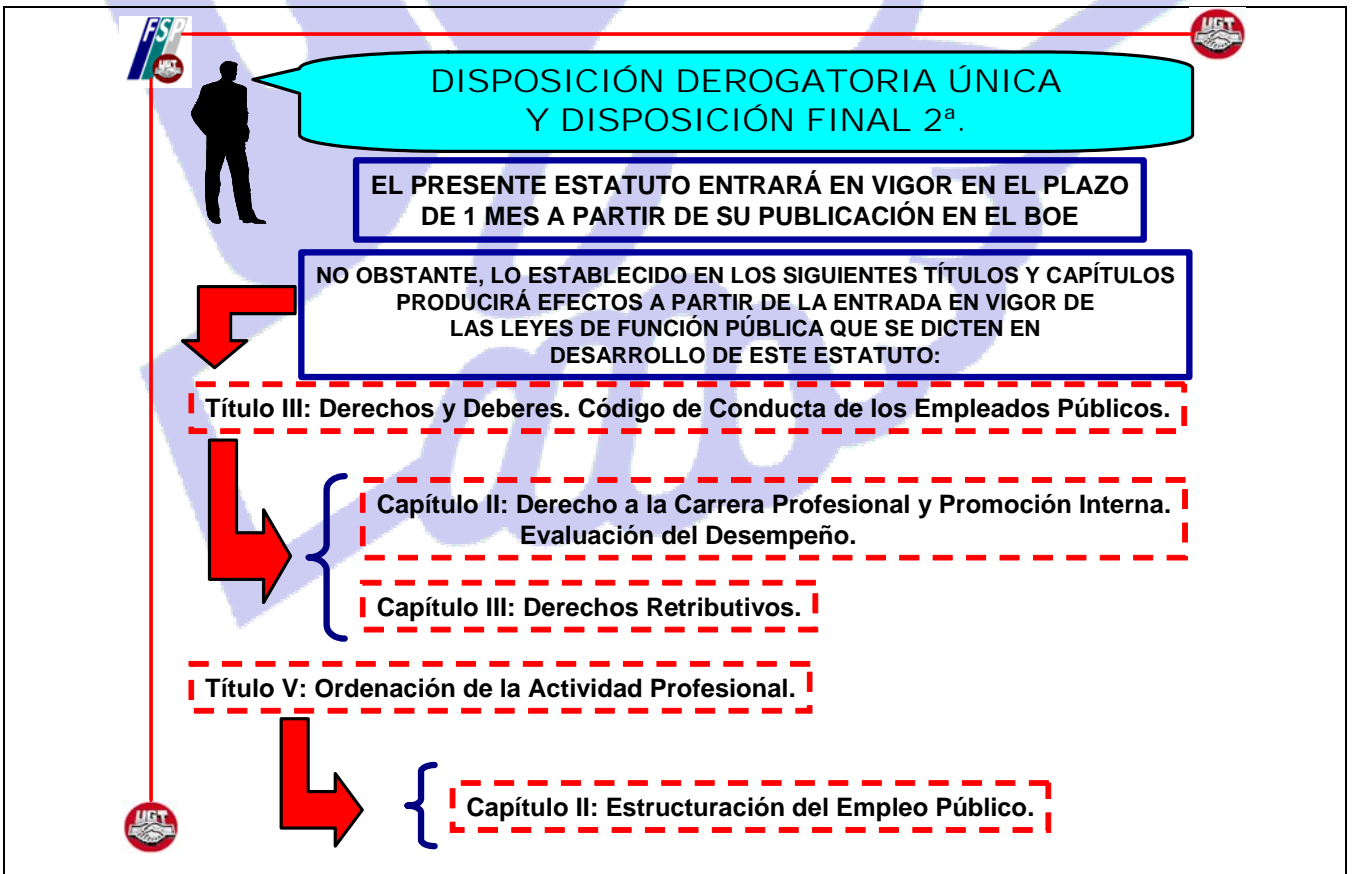 FSP
UGT
UGT
DISPOSICIÓN DEROGATORIA ÚNICA
Y DISPOSICIÓN FINAL 2ª.
EL PRESENTE ESTATUTO ENTRARÁ EN VIGOR EN EL PLAZO
DE 1 MES A PARTIR DE SU PUBLICACIÓN EN EL BOE
NO OBSTANTE, LO ESTABLECIDO EN LOS SIGUIENTES TÍTULOS Y CAPÍTULOS
PRODUCIRÁ EFECTOS A PARTIR DE LA ENTRADA EN VIGOR DE
LAS LEYES DE FUNCIÓN PÚBLICA QUE SE DICTEN EN
DESARROLLO DE ESTE ESTATUTO:
Título III: Derechos y Deberes. Código de Conducta de los Empleados Públicos.
Capítulo II: Derecho a la Carrera Profesional y Promoción Interna.
Evaluación del Desempeño.
Capítulo III: Derechos Retributivos.
Título V: Ordenación de la Actividad Profesional.
Capítulo II: Estructuración del Empleo Público.
UGT